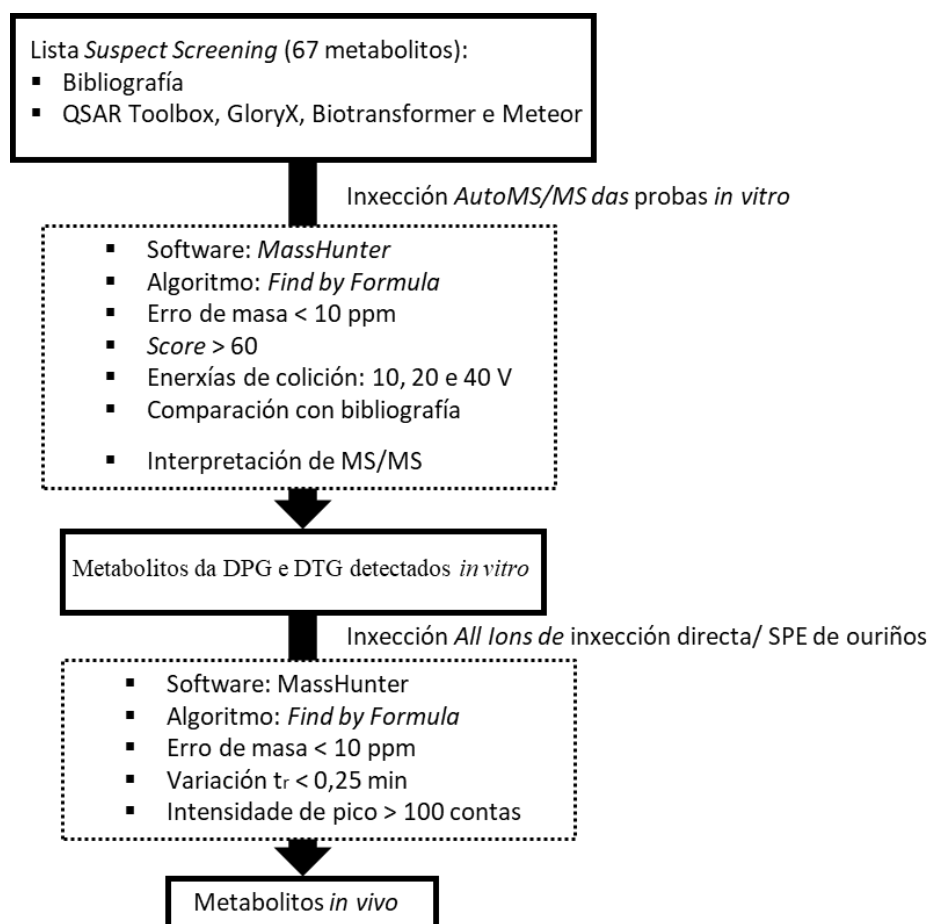 Lista Suspect Screening (67 metabolitos):
▪ Bibliografía
▪ QSAR Toolbox, GloryX, Biotransformer e Meteor
Inxección AutoMS/MS das probas in vitro
▪ Software: MassHunter
▪ Algoritmo: Find by Formula
▪ Erro de masa < 10 ppm
▪ Score > 60
▪ Enerxías de colición: 10, 20 e 40 V
▪ Comparación con bibliografía
▪ Interpretación de MS/MS
Metabolitos da DPG e DTG detectados in vitro
Inxección All Ions de inxección directa/ SPE de ouriños
▪ Software: MassHunter
▪ Algoritmo: Find by Formula
▪ Erro de masa < 10 ppm
▪ Variación tr < 0,25 min
▪ Intensidade de pico > 100 contas
Metabolitos in vivo